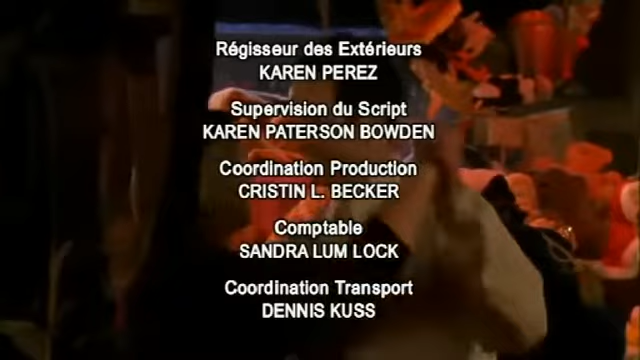 Régisseur des Extérieurs
KAREN PEREZ
Supervision du Script
KAREN PATERSON BOWDEN
Coordination Production
CRISTIN L. BECKER
Comptable
SANDRA LUM LOCK
Coordination Transport
DENNIS KUSS